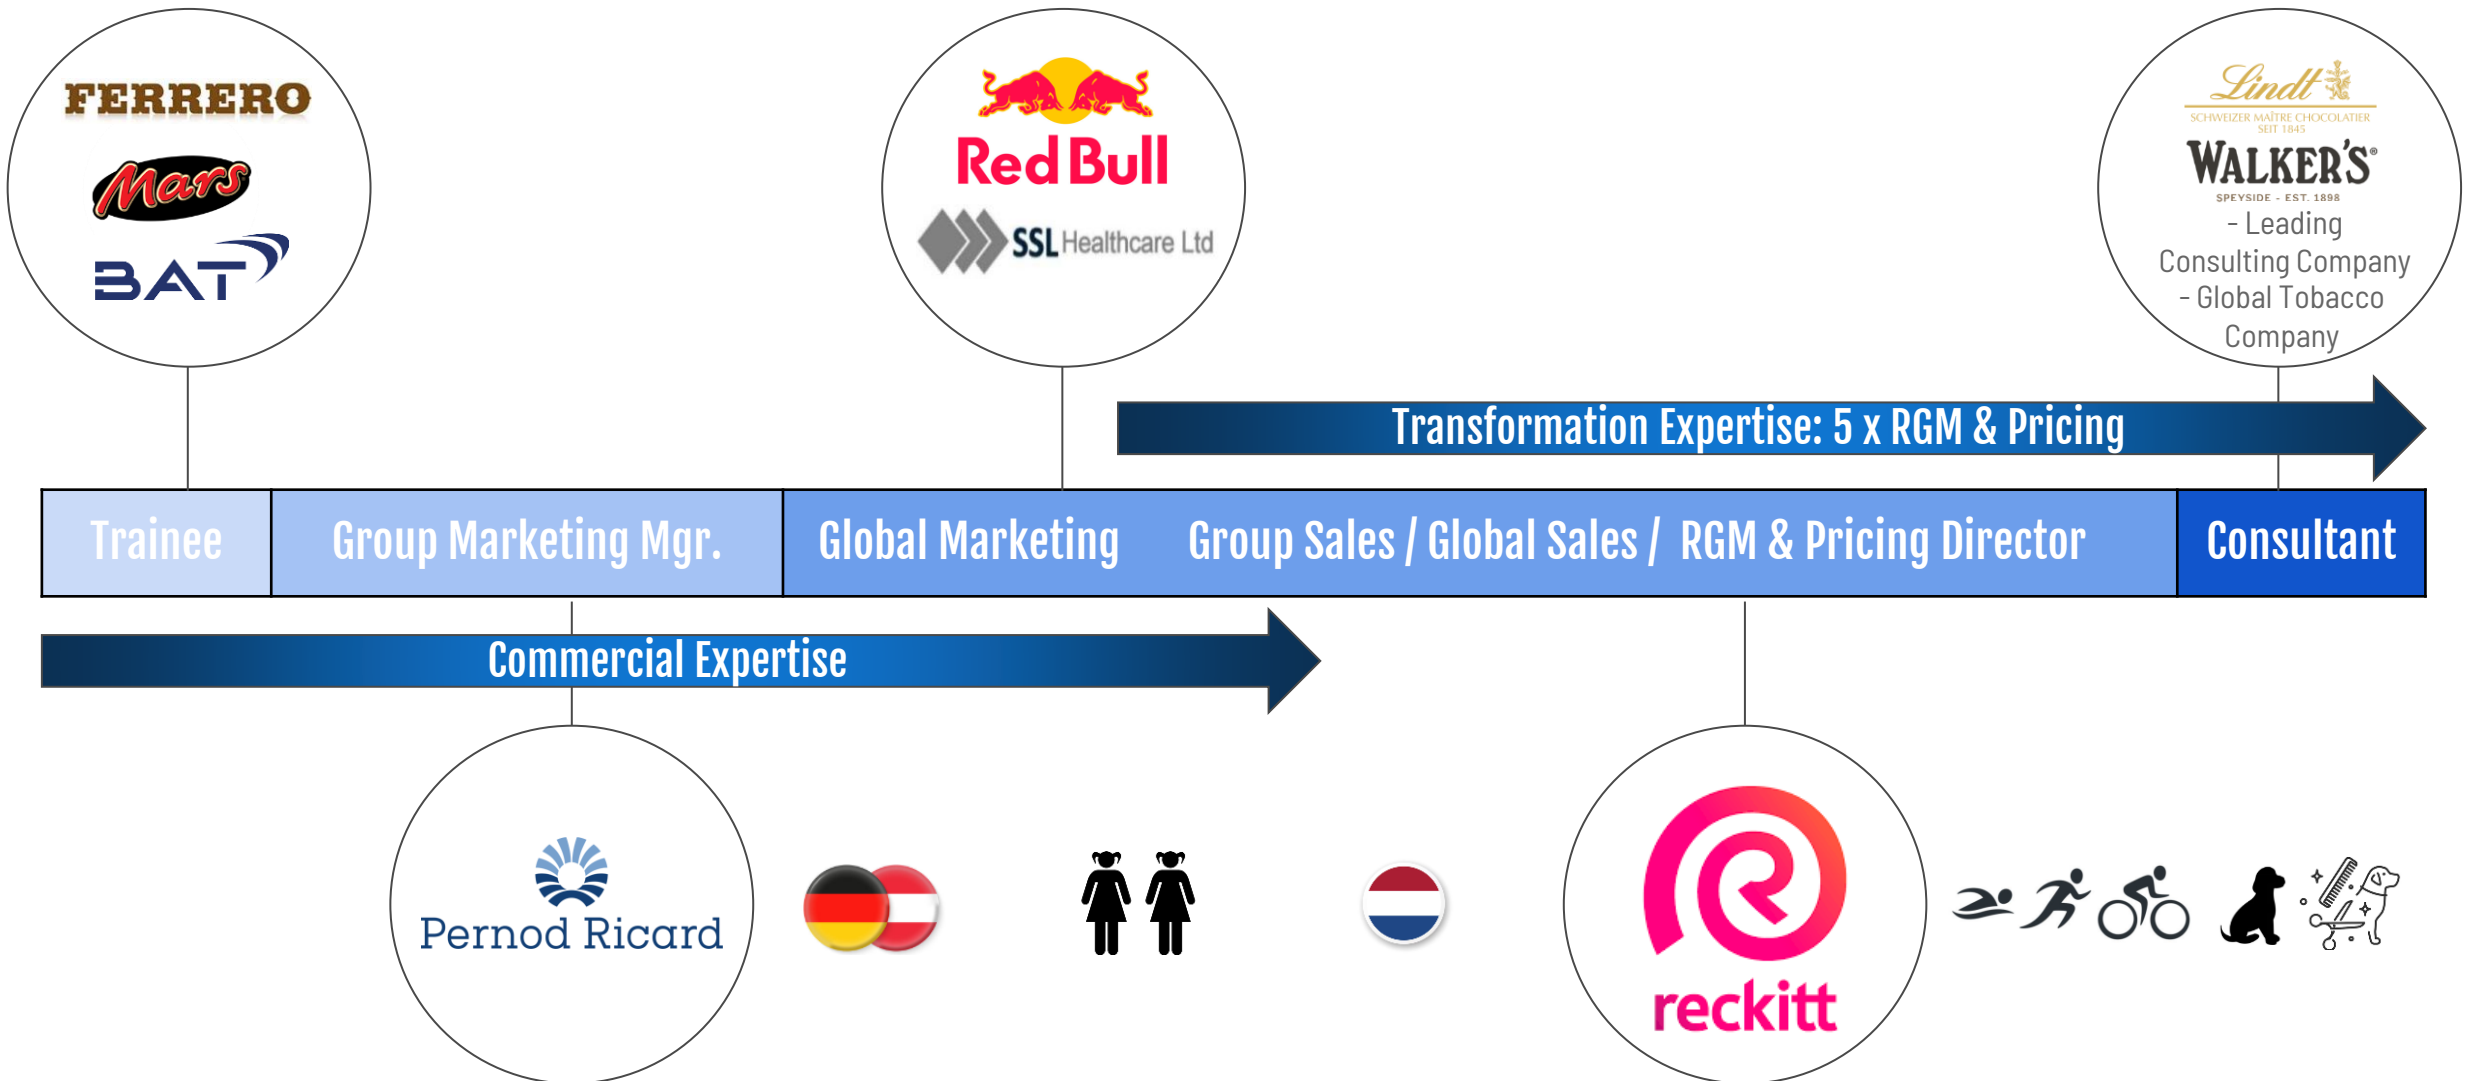 FERRERO
Mars
BAT
Red Bull
SSL Healthcare Ltd
Lindt
SCHWEIZER MAÎTRE CHOCOLATIER
SEIT 1845
WALKER'S®
SPEYSIDE - EST. 1898
- Leading
Consulting Company
- Global Tobacco
Company
Transformation Expertise: 5 x RGM & Pricing
Trainee
Group Marketing Mgr.
Global Marketing
Group Sales / Global Sales / RGM & Pricing Director
Consultant
Commercial Expertise
Pernod Ricard
reckitt